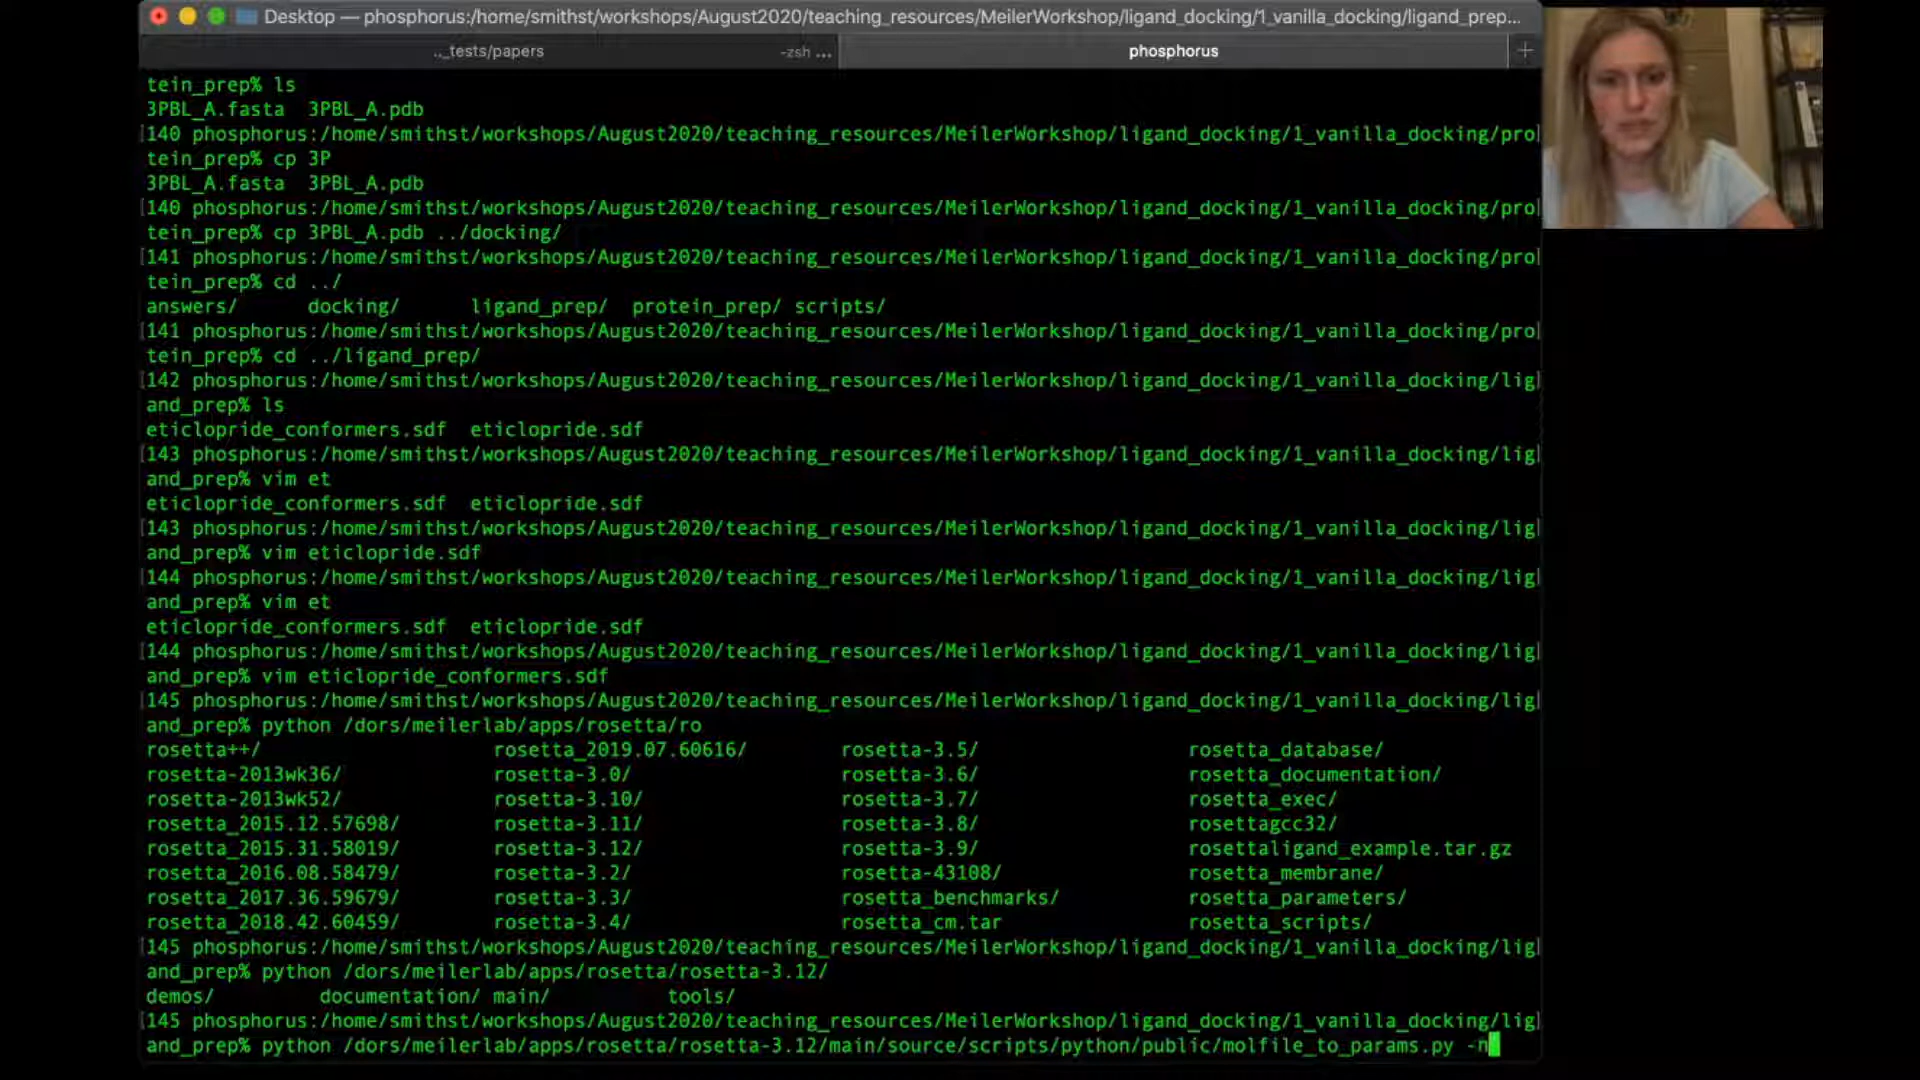 Desktop — phosphorus:/home/smithst/workshops/August2020/teaching_resources/MeilerWorkshop/ligand_docking/1_vanilla_docking/ligand_prep...
.._tests/papers -zsh ... phosphorus +
tein_prep% ls
3PBL_A.fasta  3PBL_A.pdb
[140 phosphorus:/home/smithst/workshops/August2020/teaching_resources/MeilerWorkshop/ligand_docking/1_vanilla_docking/pro]
tein_prep% cp 3P
3PBL_A.fasta  3PBL_A.pdb
[140 phosphorus:/home/smithst/workshops/August2020/teaching_resources/MeilerWorkshop/ligand_docking/1_vanilla_docking/pro]
tein_prep% cp 3PBL_A.pdb ../docking/
[141 phosphorus:/home/smithst/workshops/August2020/teaching_resources/MeilerWorkshop/ligand_docking/1_vanilla_docking/pro]
tein_prep% cd ../
answers/      docking/      ligand_prep/  protein_prep/ scripts/
[141 phosphorus:/home/smithst/workshops/August2020/teaching_resources/MeilerWorkshop/ligand_docking/1_vanilla_docking/pro]
tein_prep% cd ../ligand_prep/
[142 phosphorus:/home/smithst/workshops/August2020/teaching_resources/MeilerWorkshop/ligand_docking/1_vanilla_docking/lig]
and_prep% ls
eticlopride_conformers.sdf  eticlopride.sdf
[143 phosphorus:/home/smithst/workshops/August2020/teaching_resources/MeilerWorkshop/ligand_docking/1_vanilla_docking/lig]
and_prep% vim et
eticlopride_conformers.sdf  eticlopride.sdf
[143 phosphorus:/home/smithst/workshops/August2020/teaching_resources/MeilerWorkshop/ligand_docking/1_vanilla_docking/lig]
and_prep% vim eticlopride.sdf
[144 phosphorus:/home/smithst/workshops/August2020/teaching_resources/MeilerWorkshop/ligand_docking/1_vanilla_docking/lig]
and_prep% vim et
eticlopride_conformers.sdf  eticlopride.sdf
[144 phosphorus:/home/smithst/workshops/August2020/teaching_resources/MeilerWorkshop/ligand_docking/1_vanilla_docking/lig]
and_prep% vim eticlopride_conformers.sdf
[145 phosphorus:/home/smithst/workshops/August2020/teaching_resources/MeilerWorkshop/ligand_docking/1_vanilla_docking/lig]
and_prep% python /dors/meilerlab/apps/rosetta/ro
rosetta++/                    rosetta_2019.07.60616/        rosetta-3.5/                  rosetta_database/
rosetta-2013wk36/             rosetta-3.0/                  rosetta-3.6/                  rosetta_documentation/
rosetta-2013wk52/             rosetta-3.10/                 rosetta-3.7/                  rosetta_exec/
rosetta_2015.12.57698/        rosetta-3.11/                 rosetta-3.8/                  rosettagcc32/
rosetta_2015.31.58019/        rosetta-3.12/                 rosetta-3.9/                  rosettaligand_example.tar.gz
rosetta_2016.08.58479/        rosetta-3.2/                  rosetta-43108/                rosetta_membrane/
rosetta_2017.36.59679/        rosetta-3.3/                  rosetta_benchmarks/           rosetta_parameters/
rosetta_2018.42.60459/        rosetta-3.4/                  rosetta_cm.tar                rosetta_scripts/
[145 phosphorus:/home/smithst/workshops/August2020/teaching_resources/MeilerWorkshop/ligand_docking/1_vanilla_docking/lig]
and_prep% python /dors/meilerlab/apps/rosetta/rosetta-3.12/
demos/         documentation/ main/          tools/
[145 phosphorus:/home/smithst/workshops/August2020/teaching_resources/MeilerWorkshop/ligand_docking/1_vanilla_docking/lig]
and_prep% python /dors/meilerlab/apps/rosetta/rosetta-3.12/main/source/scripts/python/public/molfile_to_params.py -n